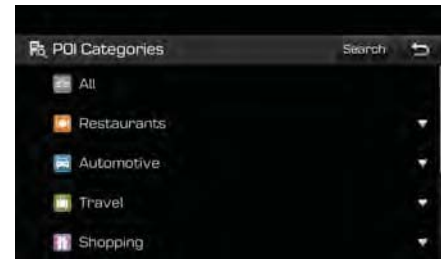 POI Categories Search
All
Restaurants
Automotive
Travel
Shopping